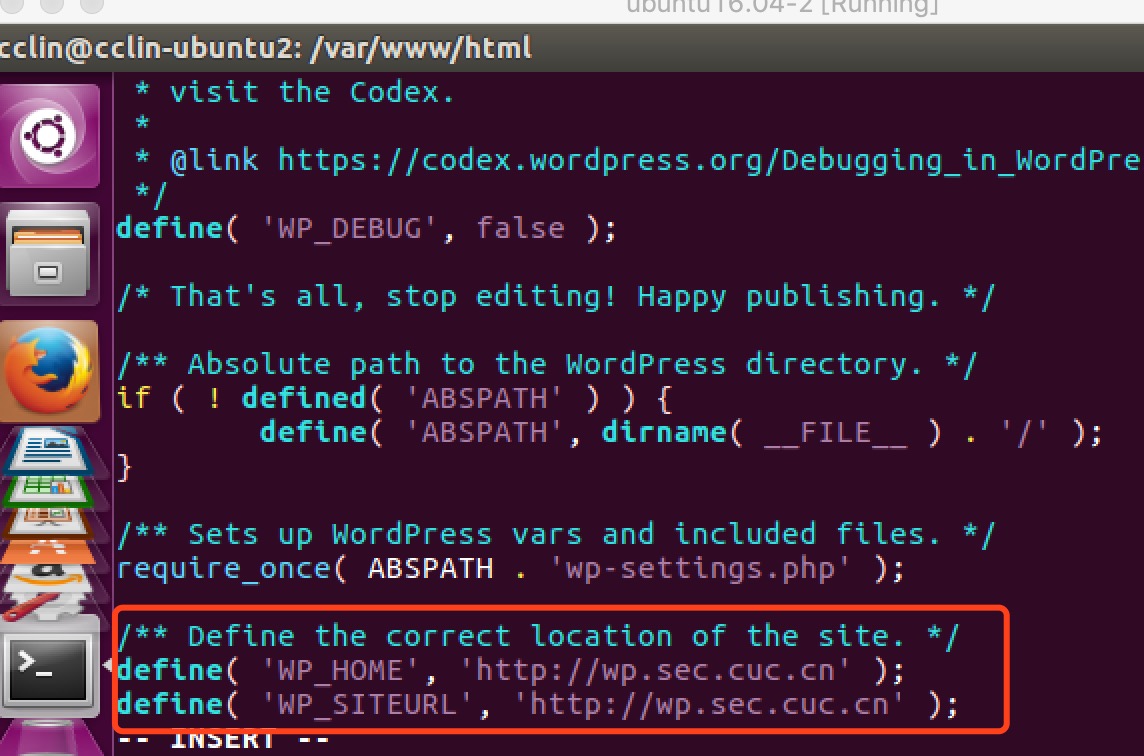 ubuntu16.04-2 [Running]
cclin@cclin-ubuntu2: /var/www/html
* visit the Codex.
*
* @link https://codex.wordpress.org/Debugging_in_WordPre
*/
define( 'WP_DEBUG', false );
/* That's all, stop editing! Happy publishing. */
/** Absolute path to the WordPress directory. */
if ( ! defined( 'ABSPATH' ) ) {
define( 'ABSPATH', dirname( __FILE__ ) . '/' );
}
/** Sets up WordPress vars and included files. */
require_once( ABSPATH . 'wp-settings.php' );
/** Define the correct location of the site. */
define( 'WP_HOME', 'http://wp.sec.cuc.cn' );
define( 'WP_SITEURL', 'http://wp.sec.cuc.cn' );
-- INSERT --